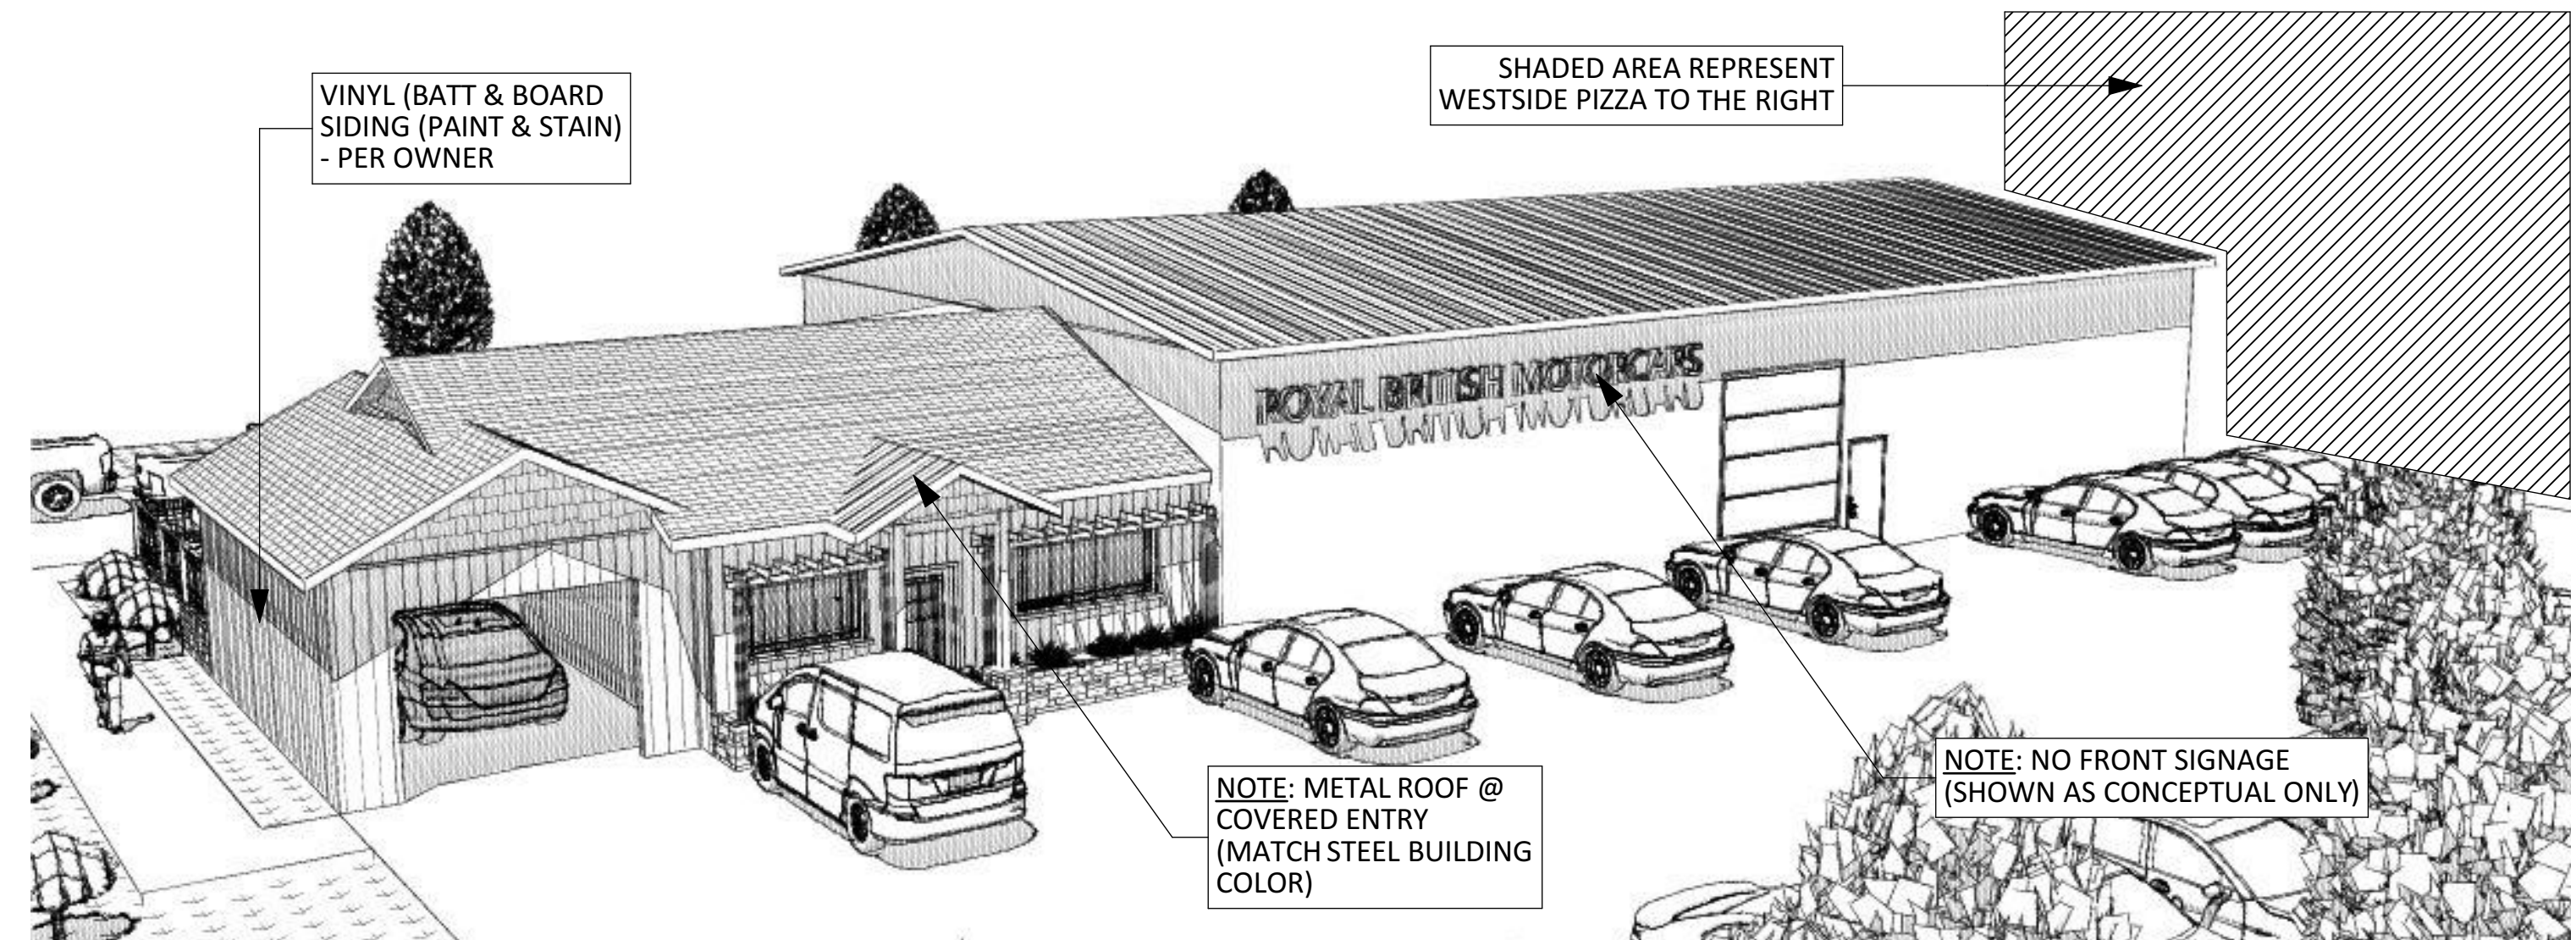 VINYL (BATT & BOARD
SIDING (PAINT & STAIN)
- PER OWNER
SHADED AREA REPRESENT
WESTSIDE PIZZA TO THE RIGHT
ROYAL BRITISH MOTORCARS
NOTE: METAL ROOF @
COVERED ENTRY
(MATCH STEEL BUILDING
COLOR)
NOTE: NO FRONT SIGNAGE
(SHOWN AS CONCEPTUAL ONLY)